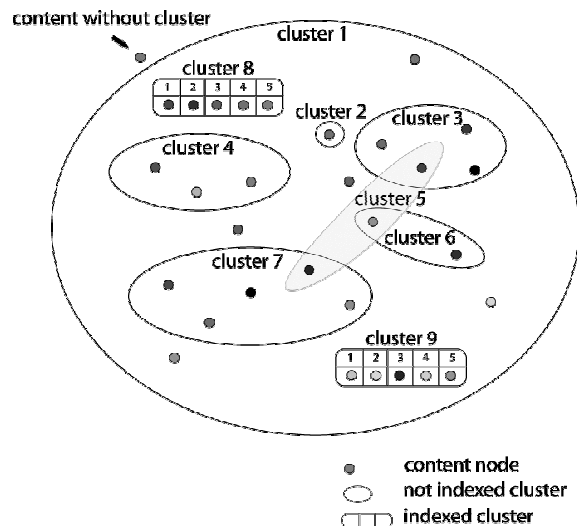 content without cluster
cluster 1
cluster 8
1 2 3 4 5
cluster 2
cluster 3
cluster 4
cluster 5
cluster 6
cluster 7
cluster 9
1 2 3 4 5
content node
not indexed cluster
indexed cluster